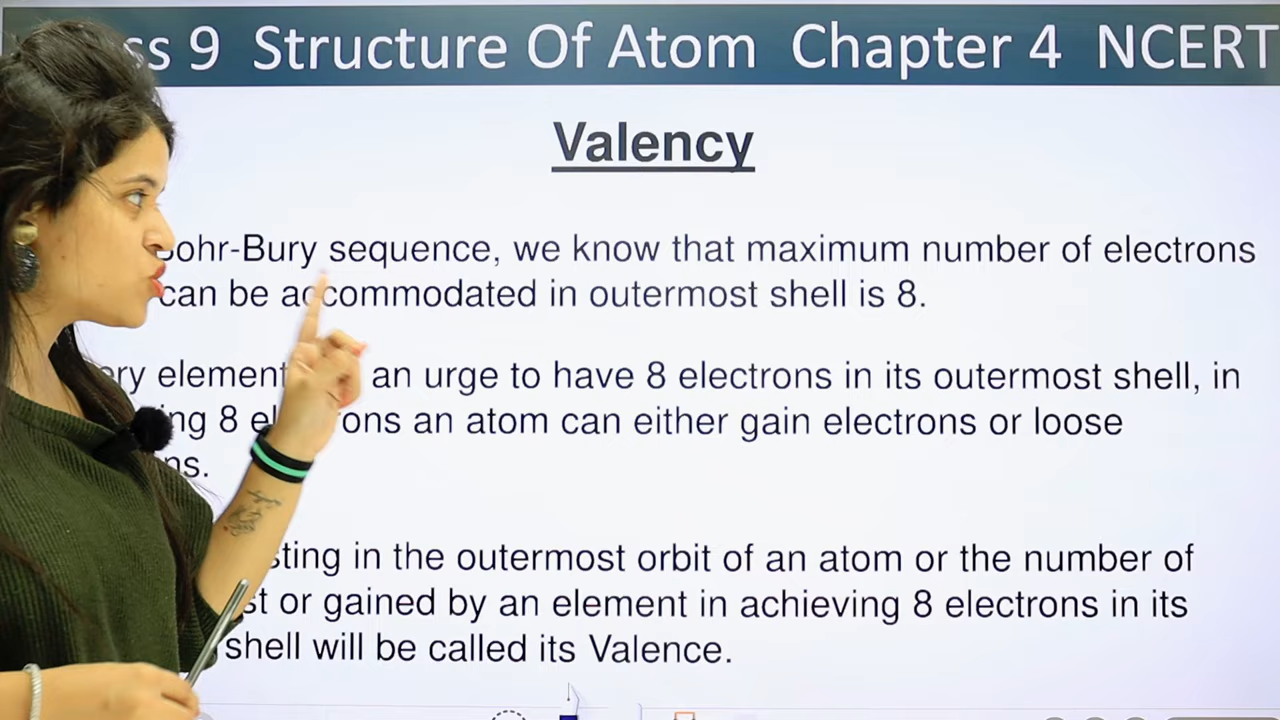 ss 9 Structure Of Atom Chapter 4 NCERT
Valency
ohr-Bury sequence, we know that maximum number of electrons
can be accommodated in outermost shell is 8.
ry element an urge to have 8 electrons in its outermost shell, in
ng 8 el ons an atom can either gain electrons or loose
ns.
sting in the outermost orbit of an atom or the number of
st or gained by an element in achieving 8 electrons in its
shell will be called its Valence.